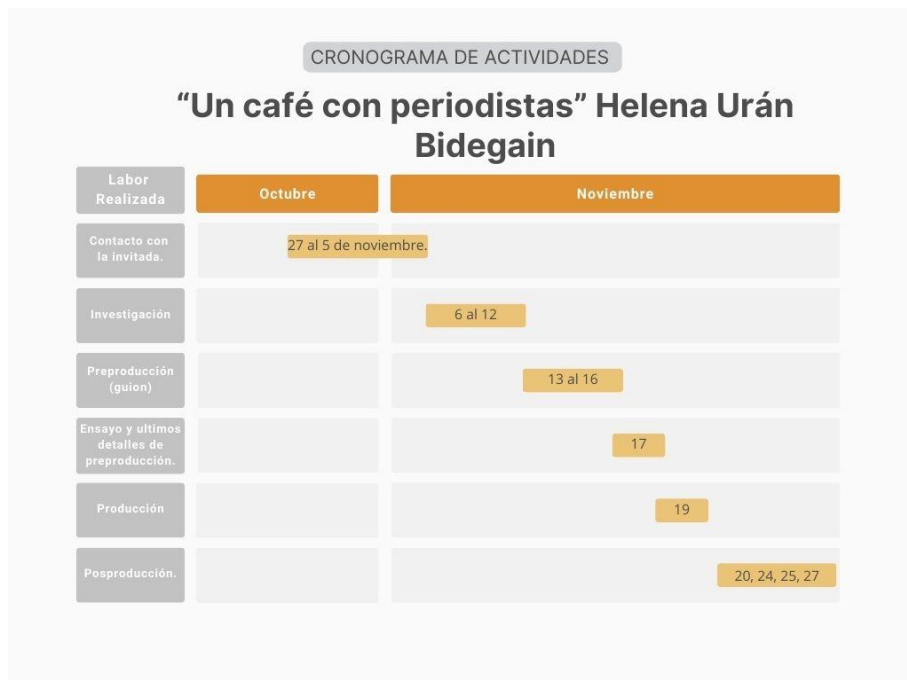 CRONOGRAMA DE ACTIVIDADES
“Un café con periodistas” Helena Urán
Bidegain
Labor
Realizada
Octubre
Noviembre
Contacto con
la invitada.
27 al 5 de noviembre.
Investigación
6 al 12
Preproducción
(guion)
13 al 16
Ensayo y ultimos
detalles de
preproducción.
17
Producción
19
Posproducción.
20, 24, 25, 27